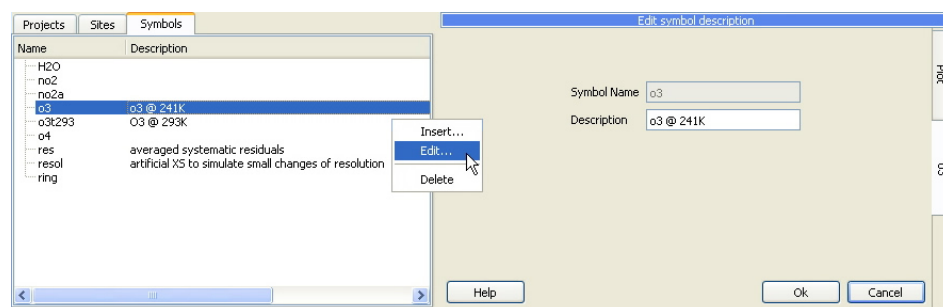 Projects Sites Symbols
Name Description
H2O
no2
no2a
o3 o3 @ 241K
o3t293 O3 @ 293K
o4
res averaged systematic residuals
resol artificial XS to simulate small changes of resolution
ring
Insert...
Edit...
Delete
Edit symbol description
Symbol Name o3
Description o3 @ 241K
Help Ok Cancel
Plot
o3